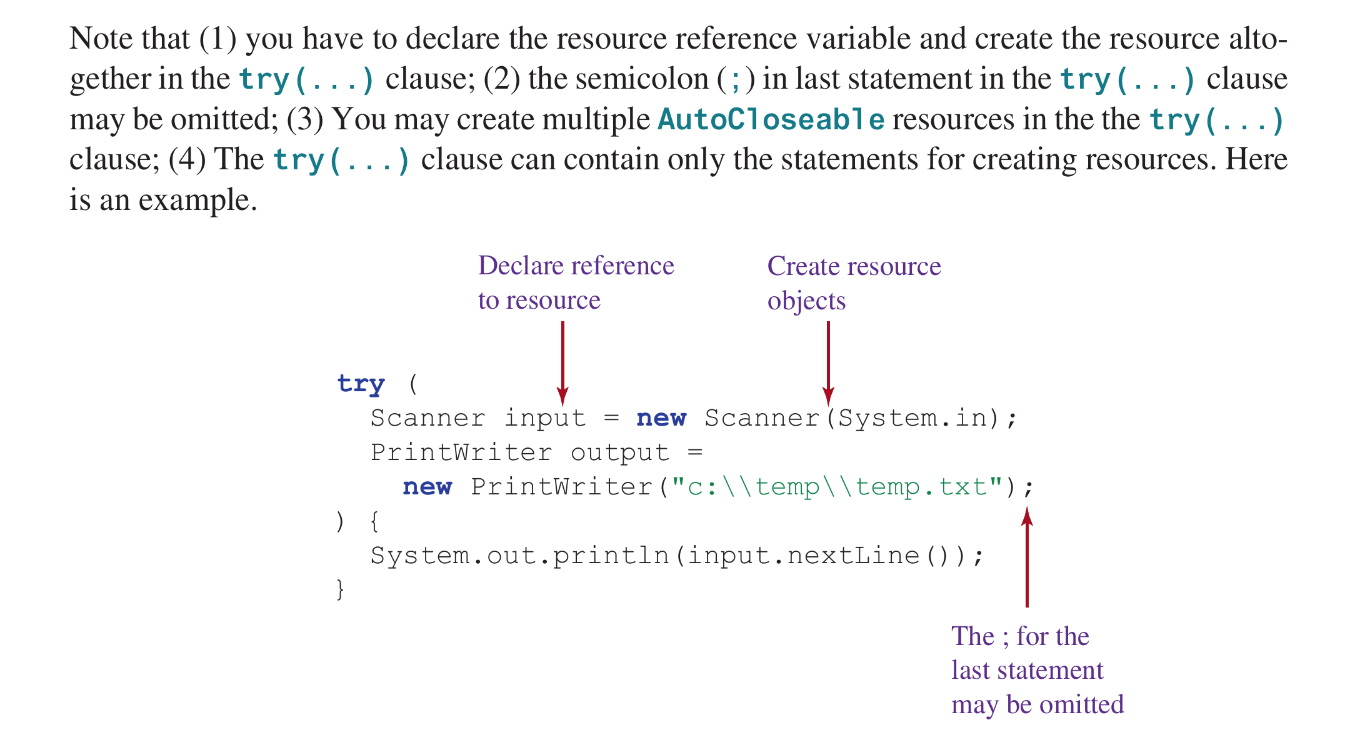 Note that (1) you have to declare the resource reference variable and create the resource alto-
gether in the try(...) clause; (2) the semicolon (;) in last statement in the try(...) clause
may be omitted; (3) You may create multiple AutoCloseable resources in the the try(...)
clause; (4) The try(...) clause can contain only the statements for creating resources. Here
is an example.
Declare reference
to resource
Create resource
objects
try (
Scanner input = new Scanner(System.in);
PrintWriter output =
new PrintWriter("c:\\temp\\temp.txt");
) {
System.out.println(input.nextLine());
}
The ; for the
last statement
may be omitted